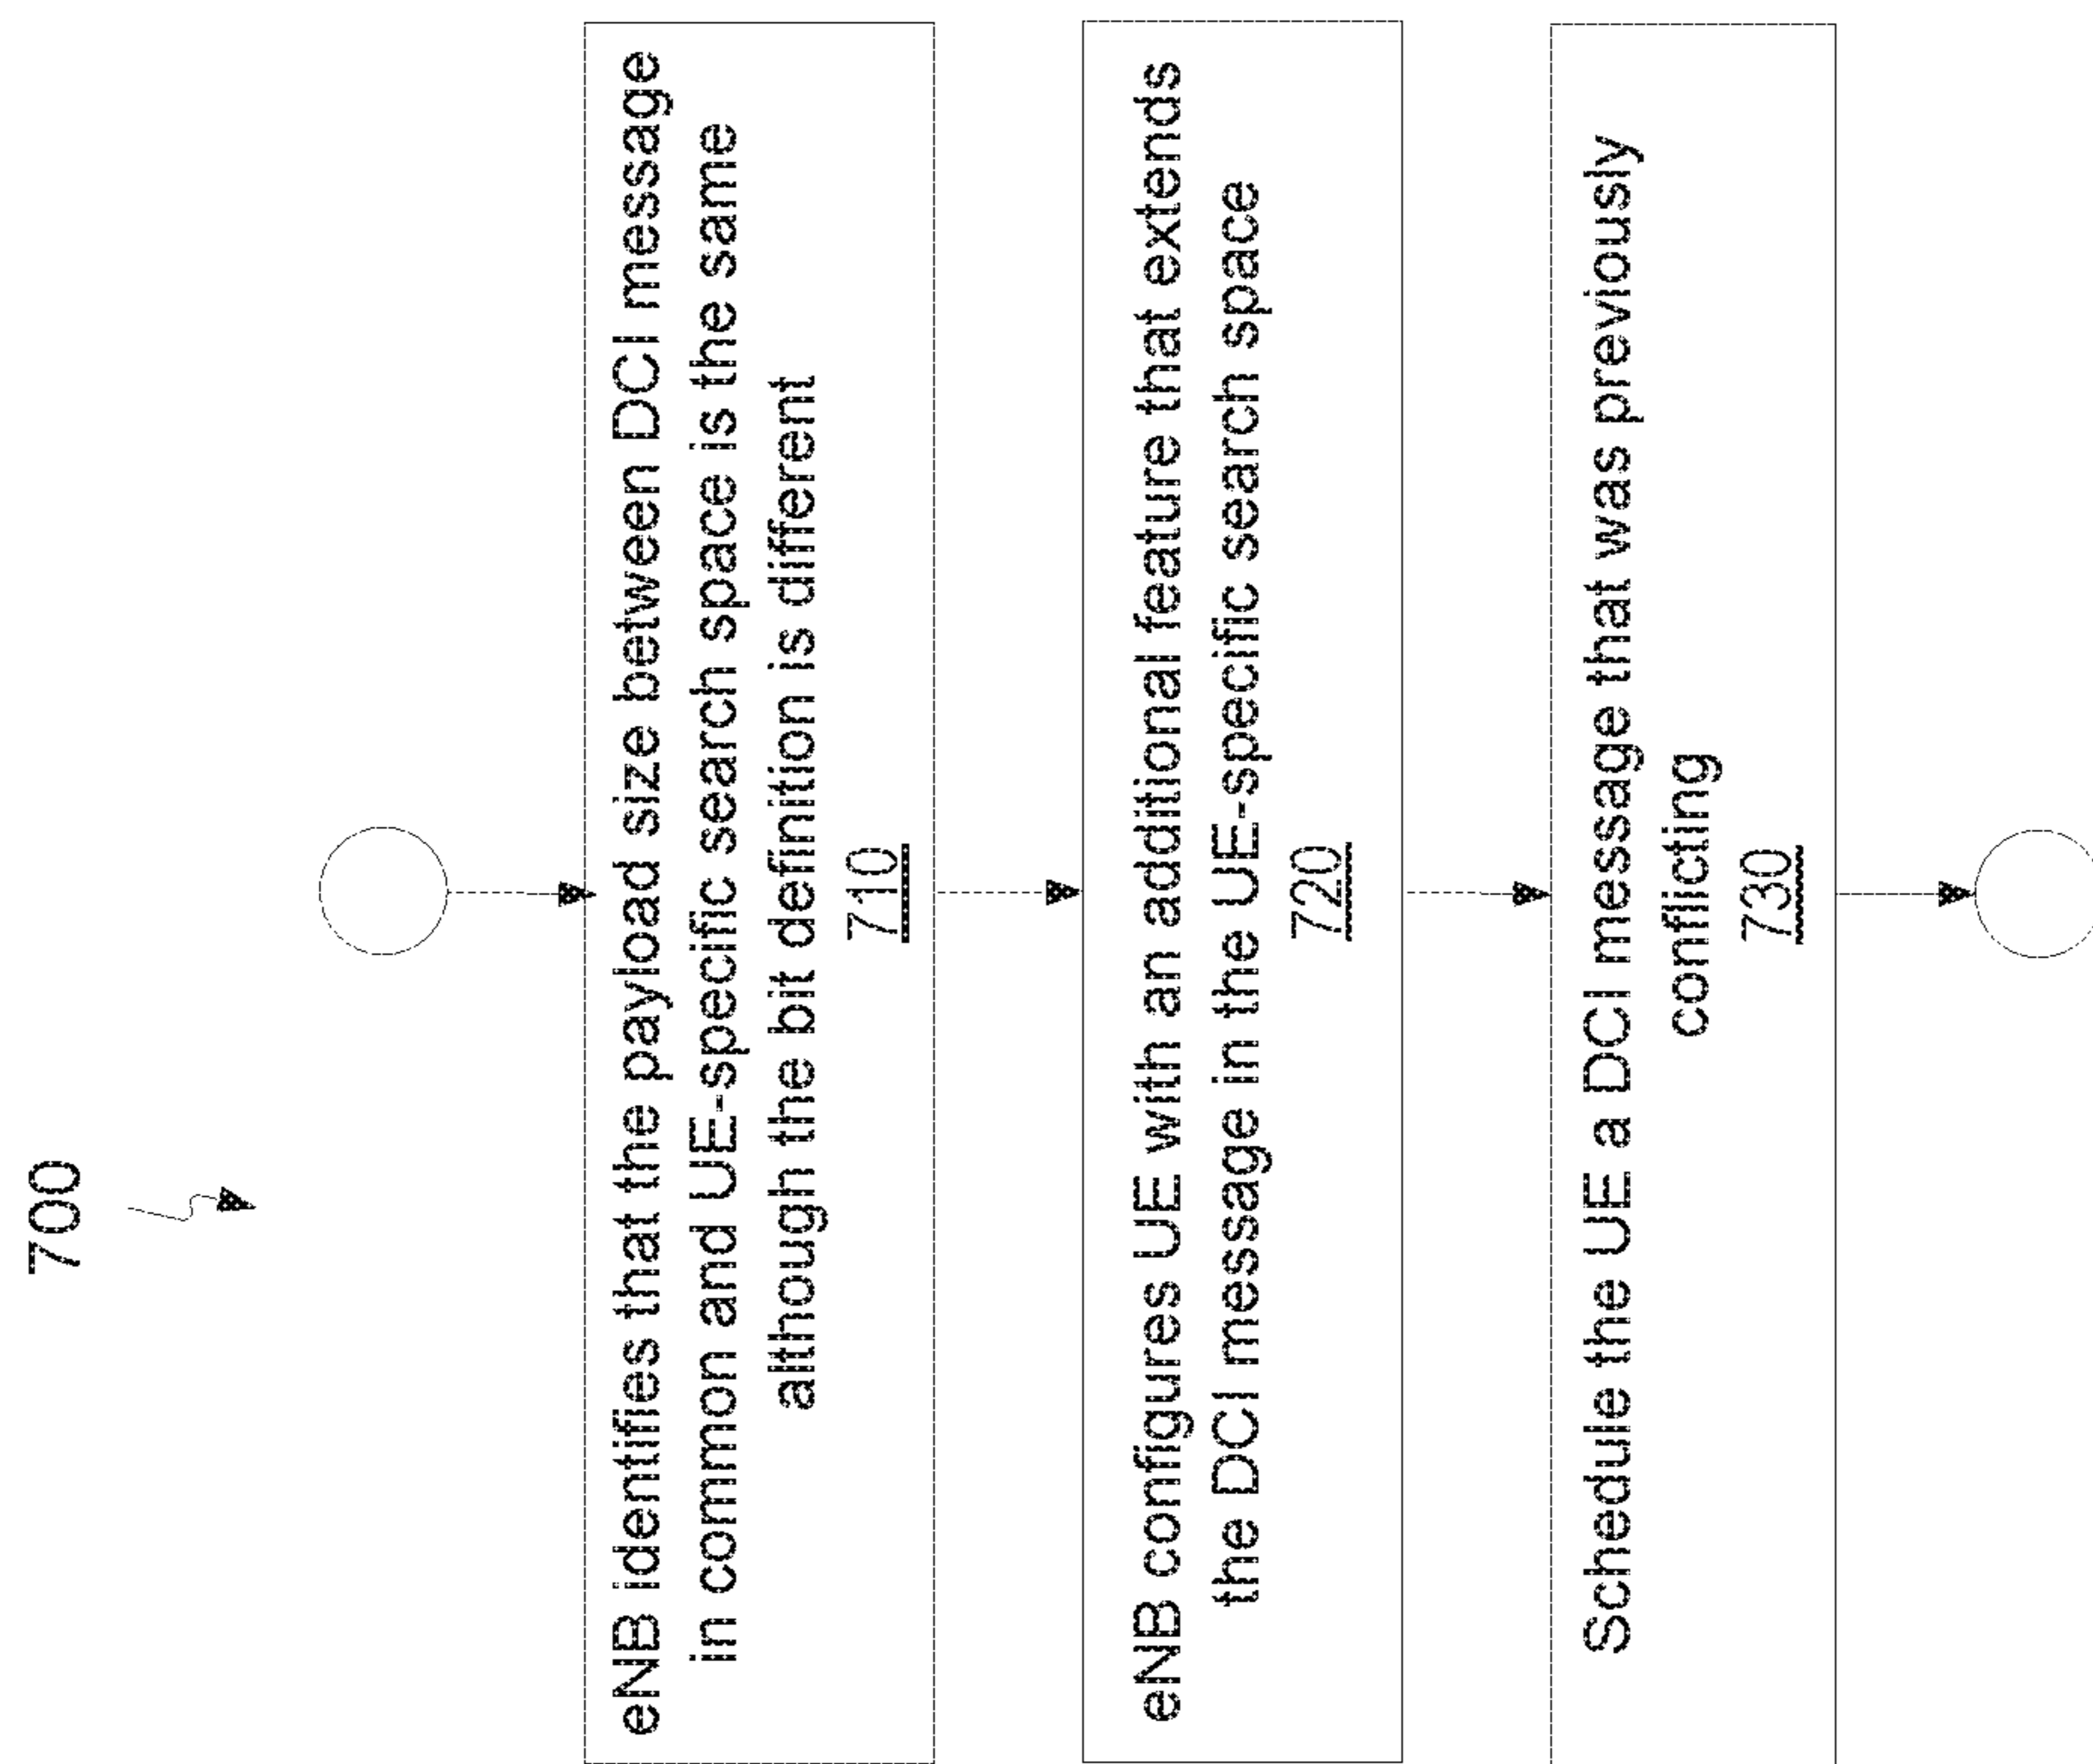 700
eNB identifies that the payload size between DCI message
in common and UE-specific search space is the same
although the bit definition is different
710
eNB configures UE with an additional feature that extends
the DCI message in the UE-specific search space
720
Schedule the UE a DCI message that was previously
conflicting
730